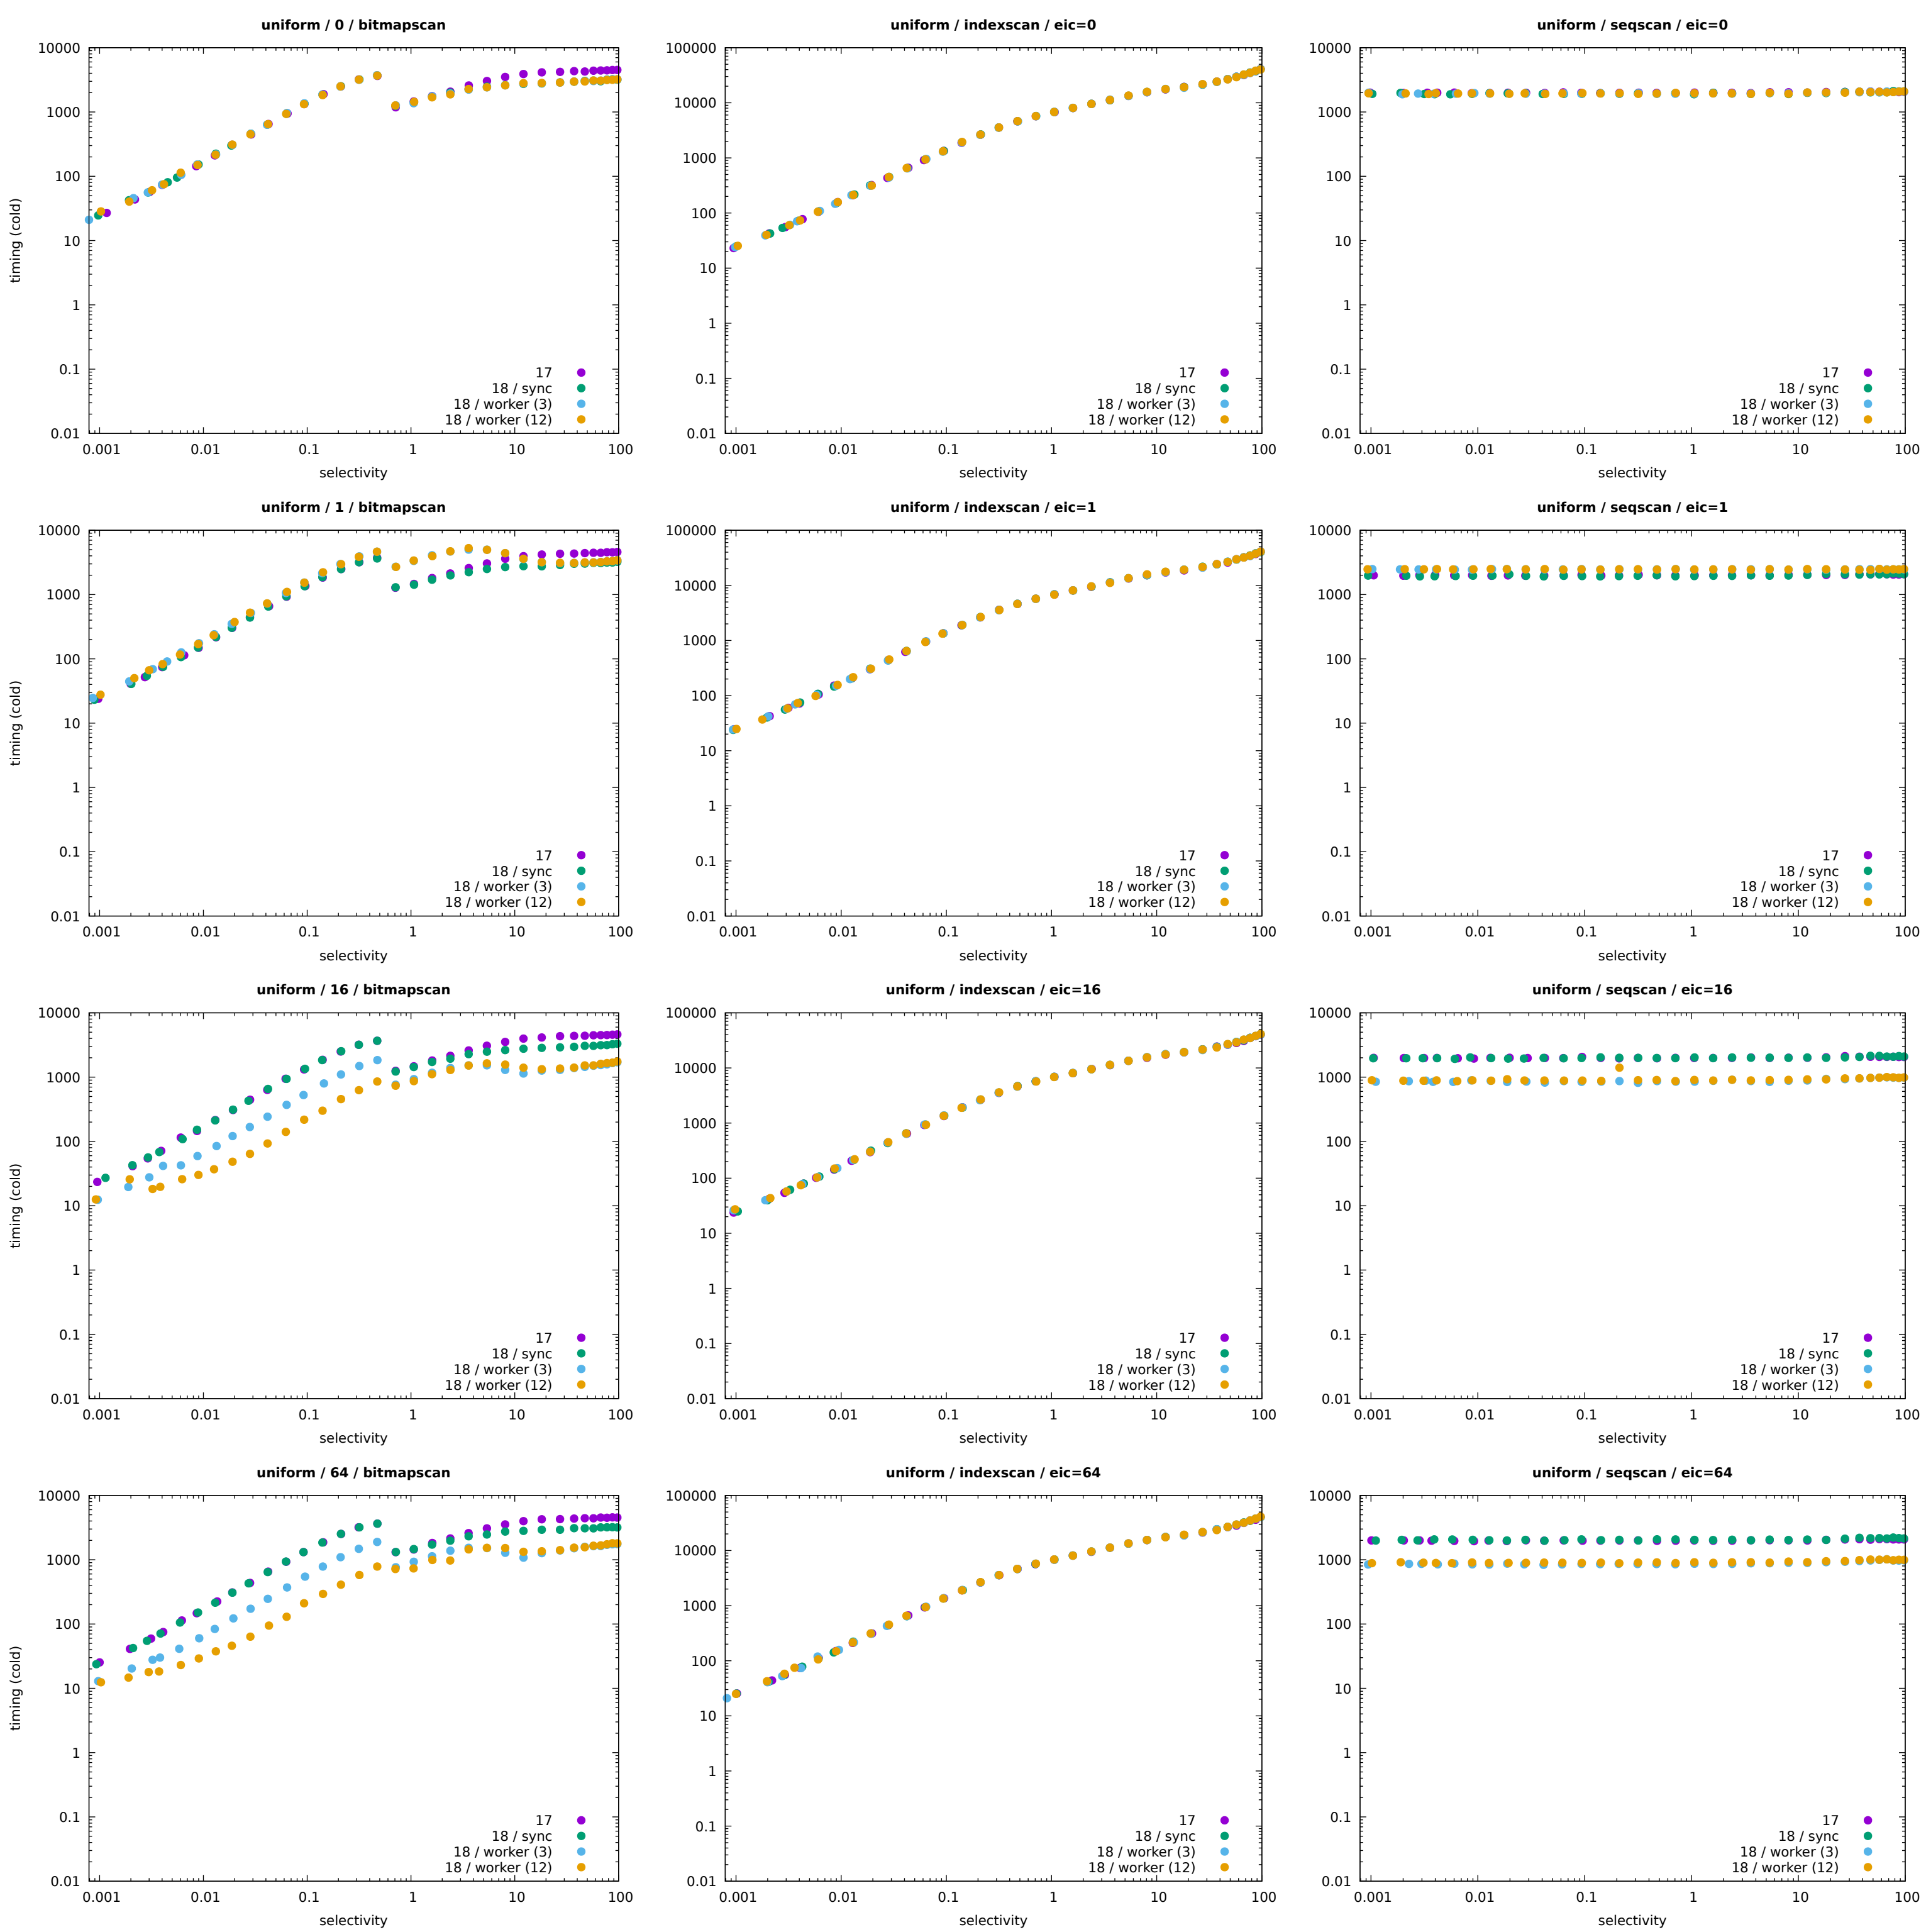 uniform / 0 / bitmapscan
10000
1000
100
10
1
0.1
0.01
timing (cold)
17
18 / sync
18 / worker (3)
18 / worker (12)
0.001
0.01
0.1
1
10
100
selectivity
uniform / indexscan / eic=0
100000
10000
1000
100
10
1
0.1
0.01
17
18 / sync
18 / worker (3)
18 / worker (12)
0.001
0.01
0.1
1
10
100
selectivity
uniform / seqscan / eic=0
10000
1000
100
10
1
0.1
0.01
17
18 / sync
18 / worker (3)
18 / worker (12)
0.001
0.01
0.1
1
10
100
selectivity
uniform / 1 / bitmapscan
10000
1000
100
10
1
0.1
0.01
timing (cold)
17
18 / sync
18 / worker (3)
18 / worker (12)
0.001
0.01
0.1
1
10
100
selectivity
uniform / indexscan / eic=1
100000
10000
1000
100
10
1
0.1
0.01
17
18 / sync
18 / worker (3)
18 / worker (12)
0.001
0.01
0.1
1
10
100
selectivity
uniform / seqscan / eic=1
10000
1000
100
10
1
0.1
0.01
17
18 / sync
18 / worker (3)
18 / worker (12)
0.001
0.01
0.1
1
10
100
selectivity
uniform / 16 / bitmapscan
10000
1000
100
10
1
0.1
0.01
timing (cold)
17
18 / sync
18 / worker (3)
18 / worker (12)
0.001
0.01
0.1
1
10
100
selectivity
uniform / indexscan / eic=16
100000
10000
1000
100
10
1
0.1
0.01
17
18 / sync
18 / worker (3)
18 / worker (12)
0.001
0.01
0.1
1
10
100
selectivity
uniform / seqscan / eic=16
10000
1000
100
10
1
0.1
0.01
17
18 / sync
18 / worker (3)
18 / worker (12)
0.001
0.01
0.1
1
10
100
selectivity
uniform / 64 / bitmapscan
10000
1000
100
10
1
0.1
0.01
timing (cold)
17
18 / sync
18 / worker (3)
18 / worker (12)
0.001
0.01
0.1
1
10
100
selectivity
uniform / indexscan / eic=64
100000
10000
1000
100
10
1
0.1
0.01
17
18 / sync
18 / worker (3)
18 / worker (12)
0.001
0.01
0.1
1
10
100
selectivity
uniform / seqscan / eic=64
10000
1000
100
10
1
0.1
0.01
17
18 / sync
18 / worker (3)
18 / worker (12)
0.001
0.01
0.1
1
10
100
selectivity